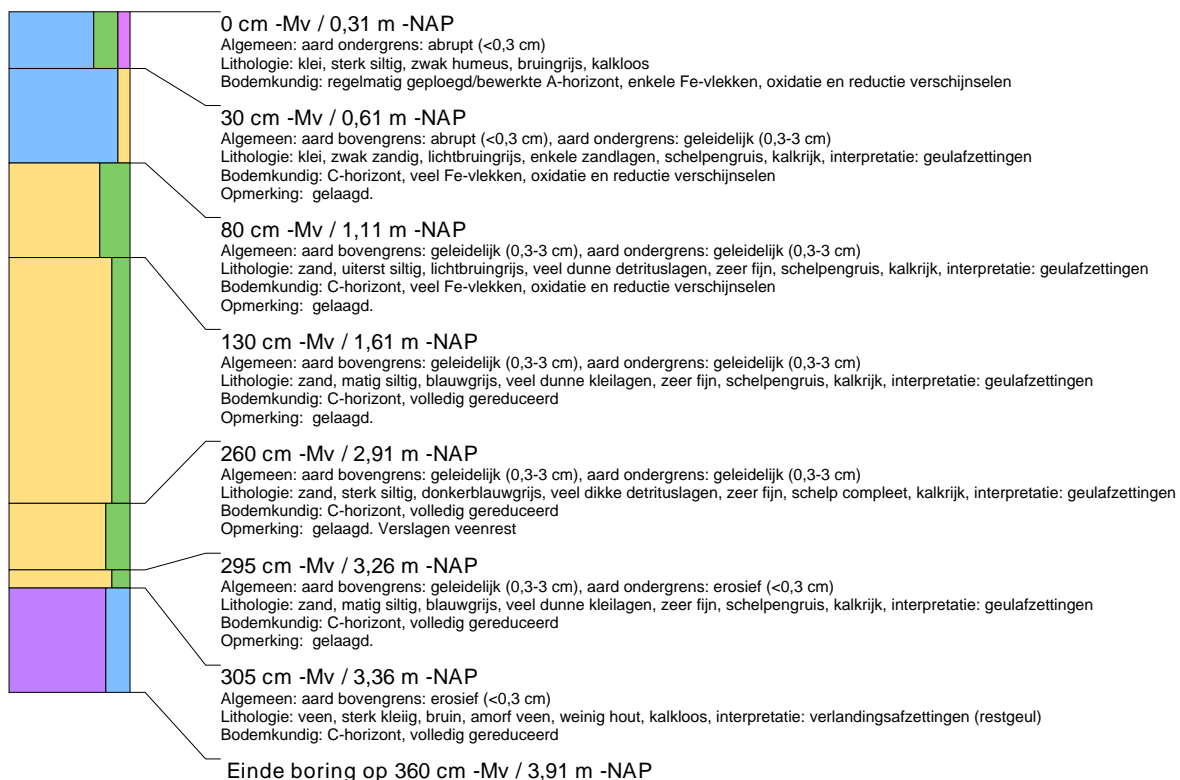 0 cm -Mv / 0,31 m -NAP
Algemeen: aard ondergrens: abrupt (<0,3 cm)
Lithologie: klei, sterk siltig, zwak humeus, bruingrijs, kalkloos
Bodemkundig: regelmatig geploegd/bewerkte A-horizont, enkele Fe-vlekken, oxidatie en reductie verschijnselen
30 cm -Mv / 0,61 m -NAP
Algemeen: aard bovengrens: abrupt (<0,3 cm), aard ondergrens: geleidelijk (0,3-3 cm)
Lithologie: klei, zwak zandig, lichtbruingrijs, enkele zandlagen, schelpengruis, kalkrijk, interpretatie: geulafzettingen
Bodemkundig: C-horizont, veel Fe-vlekken, oxidatie en reductie verschijnselen
Opmerking: gelaagd.
80 cm -Mv / 1,11 m -NAP
Algemeen: aard bovengrens: geleidelijk (0,3-3 cm), aard ondergrens: geleidelijk (0,3-3 cm)
Lithologie: zand, uiterst siltig, lichtbruingrijs, veel dunne detrituslagen, zeer fijn, schelpengruis, kalkrijk, interpretatie: geulafzettingen
Bodemkundig: C-horizont, veel Fe-vlekken, oxidatie en reductie verschijnselen
Opmerking: gelaagd.
130 cm -Mv / 1,61 m -NAP
Algemeen: aard bovengrens: geleidelijk (0,3-3 cm), aard ondergrens: geleidelijk (0,3-3 cm)
Lithologie: zand, matig siltig, blauwgrijs, veel dunne kleilagen, zeer fijn, schelpengruis, kalkrijk, interpretatie: geulafzettingen
Bodemkundig: C-horizont, volledig gereduceerd
Opmerking: gelaagd.
260 cm -Mv / 2,91 m -NAP
Algemeen: aard bovengrens: geleidelijk (0,3-3 cm), aard ondergrens: geleidelijk (0,3-3 cm)
Lithologie: zand, sterk siltig, donkerblauwgrijs, veel dikke detrituslagen, zeer fijn, schelp compleet, kalkrijk, interpretatie: geulafzettingen
Bodemkundig: C-horizont, volledig gereduceerd
Opmerking: gelaagd. Verslagen veenrest
295 cm -Mv / 3,26 m -NAP
Algemeen: aard bovengrens: geleidelijk (0,3-3 cm), aard ondergrens: erosief (<0,3 cm)
Lithologie: zand, matig siltig, blauwgrijs, veel dunne kleilagen, zeer fijn, schelpengruis, kalkrijk, interpretatie: geulafzettingen
Bodemkundig: C-horizont, volledig gereduceerd
Opmerking: gelaagd.
305 cm -Mv / 3,36 m -NAP
Algemeen: aard bovengrens: erosief (<0,3 cm)
Lithologie: veen, sterk kleiig, bruin, amorf veen, weinig hout, kalkloos, interpretatie: verlandingsafzettingen (restgeul)
Bodemkundig: C-horizont, volledig gereduceerd
Einde boring op 360 cm -Mv / 3,91 m -NAP